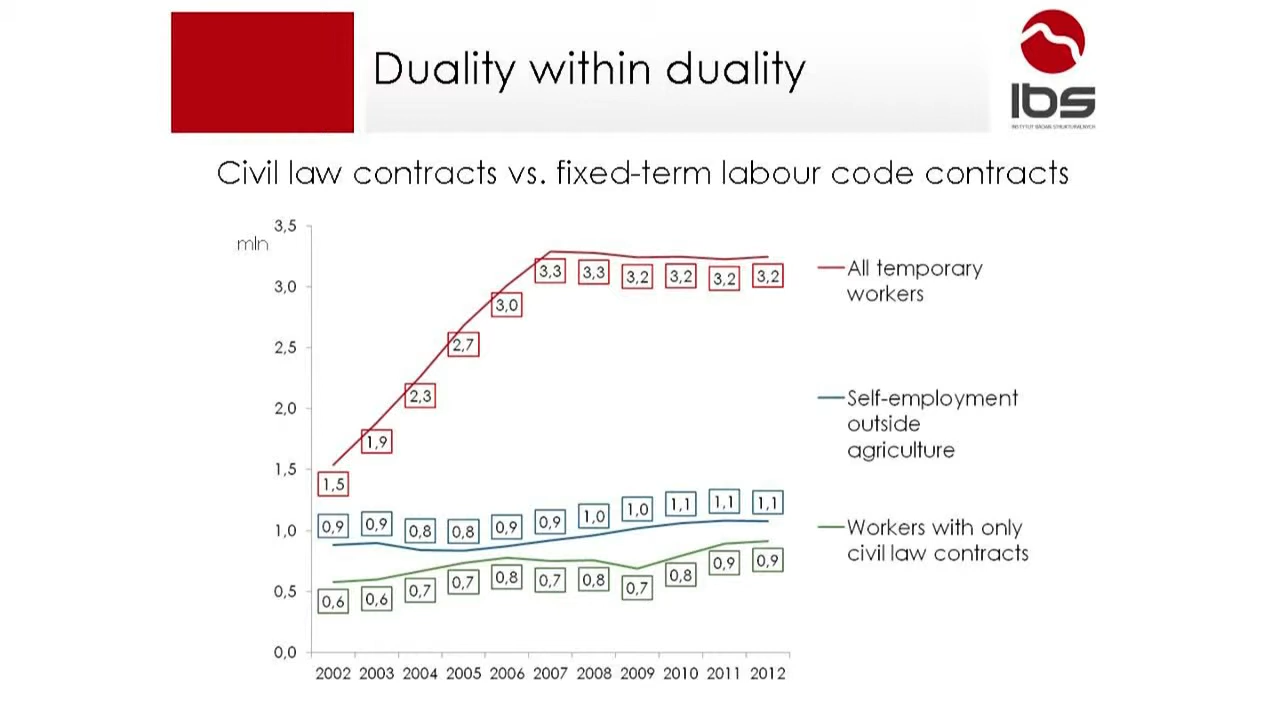 Duality within duality
Ibs
INSTYTUT BADAŃ STRUKTURALNYCH
Civil law contracts vs. fixed-term labour code contracts
mln
3,5
3,0
2,5
2,0
1,5
1,0
0,5
0,0
1,5 1,9 2,3 2,7 3,0 3,3 3,3 3,2 3,2 3,2 3,2
0,9 0,9 0,8 0,8 0,9 0,9 1,0 1,0 1,1 1,1 1,1
0,6 0,6 0,7 0,7 0,8 0,7 0,8 0,7 0,8 0,9 0,9
2002 2003 2004 2005 2006 2007 2008 2009 2010 2011 2012
All temporary
workers
Self-employment
outside
agriculture
Workers with only
civil law contracts